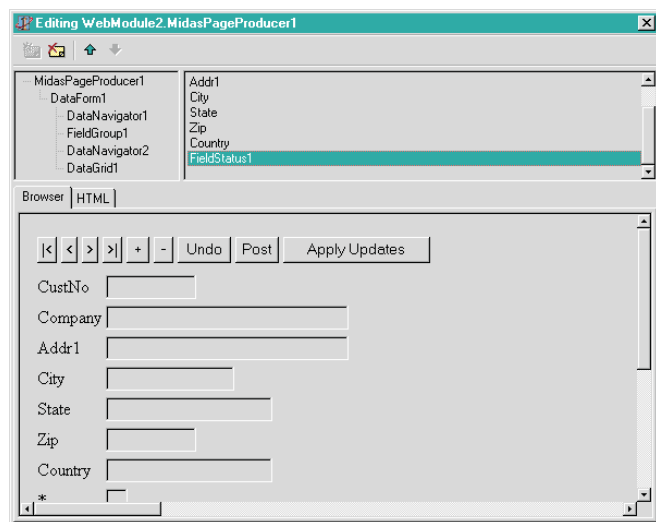 Editing WebModule2.MidasPageProducer1
MidasPageProducer1
DataForm1
DataNavigator1
FieldGroup1
DataNavigator2
DataGrid1
Addr1
City
State
Zip
Country
FieldStatus1
Browser HTML
|< < > >| + - Undo Post Apply Updates
CustNo
Company
Addr1
City
State
Zip
Country
*